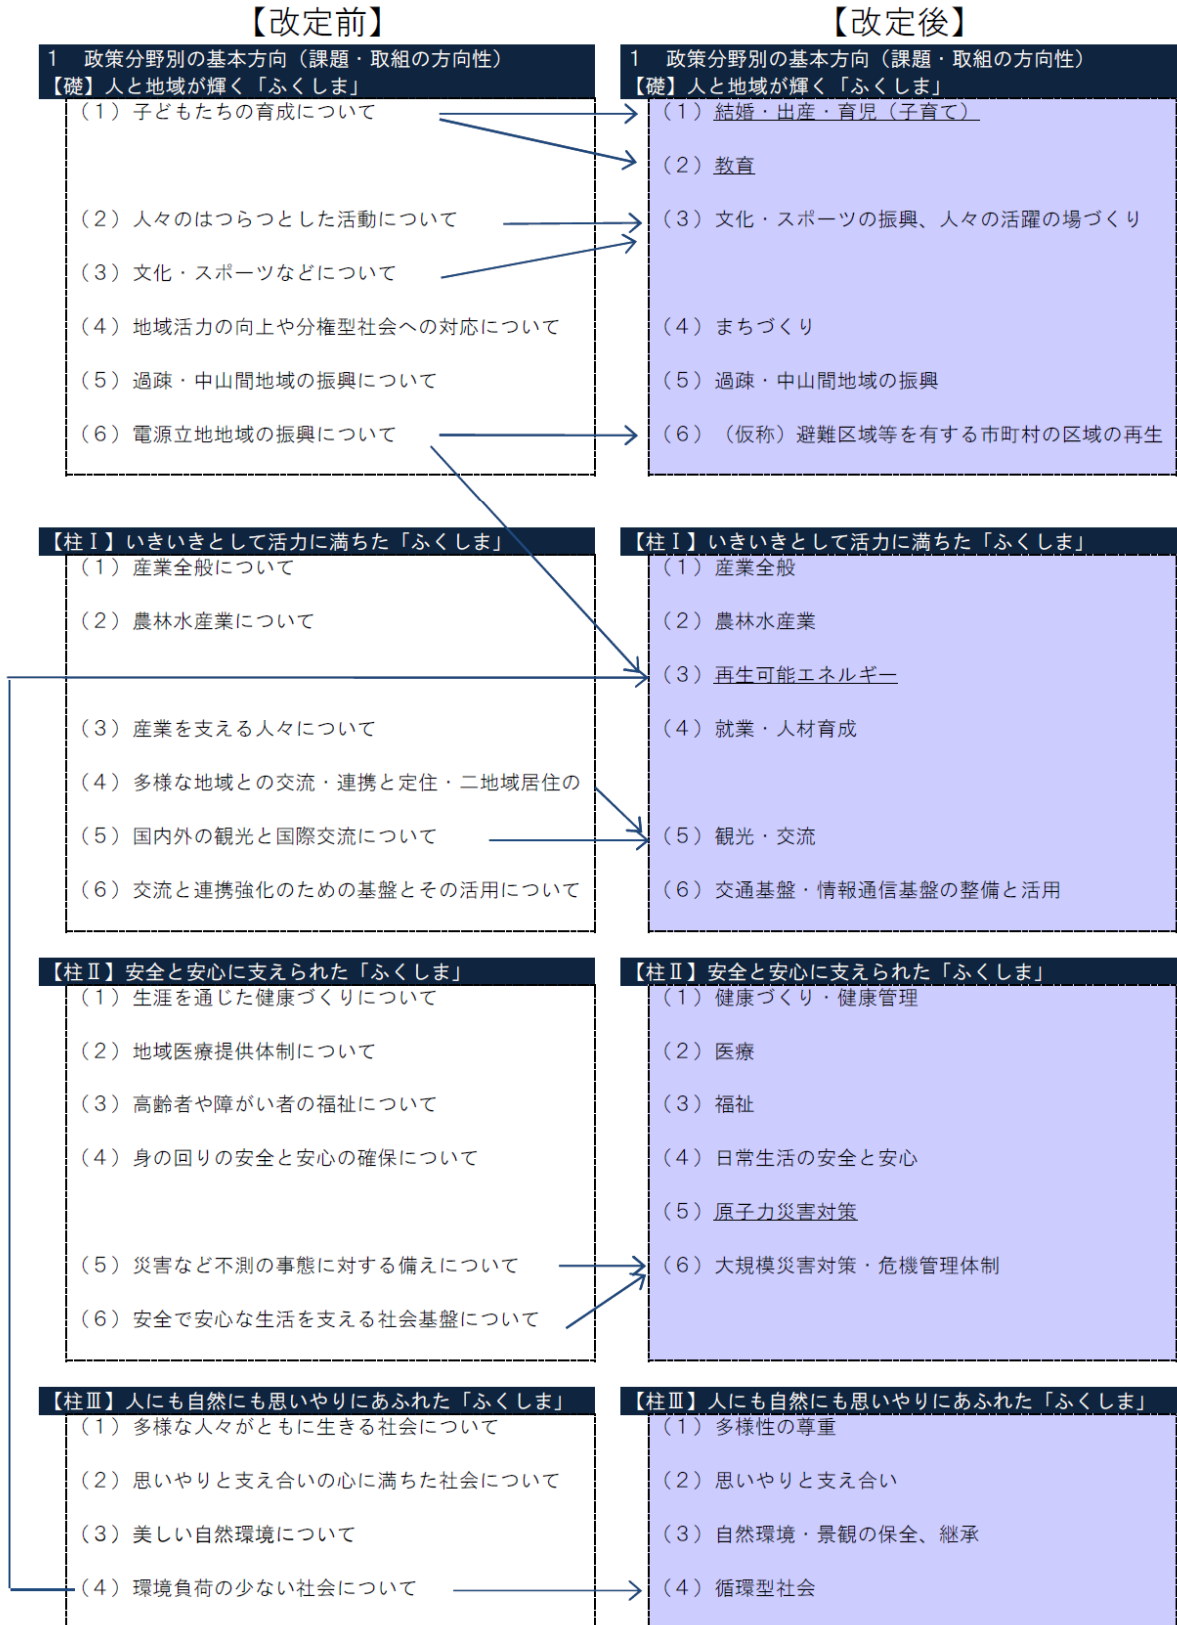 【改定前】
1　政策分野別の基本方向（課題・取組の方向性）
【礎】人と地域が輝く「ふくしま」
（1）子どもたちの育成について
（2）人々のはつらつとした活動について
（3）文化・スポーツなどについて
（4）地域活力の向上や分権型社会への対応について
（5）過疎・中山間地域の振興について
（6）電源立地地域の振興について
【柱Ⅰ】いきいきとして活力に満ちた「ふくしま」
（1）産業全般について
（2）農林水産業について
（3）産業を支える人々について
（4）多様な地域との交流・連携と定住・二地域居住の
（5）国内外の観光と国際交流について
（6）交流と連携強化のための基盤とその活用について
【柱Ⅱ】安全と安心に支えられた「ふくしま」
（1）生涯を通じた健康づくりについて
（2）地域医療提供体制について
（3）高齢者や障がい者の福祉について
（4）身の回りの安全と安心の確保について
（5）災害など不測の事態に対する備えについて
（6）安全で安心な生活を支える社会基盤について
【柱Ⅲ】人にも自然にも思いやりにあふれた「ふくしま」
（1）多様な人々がともに生きる社会について
（2）思いやりと支え合いの心に満ちた社会について
（3）美しい自然環境について
（4）環境負荷の少ない社会について
【改定後】
1　政策分野別の基本方向（課題・取組の方向性）
【礎】人と地域が輝く「ふくしま」
（1）結婚・出産・育児（子育て）
（2）教育
（3）文化・スポーツの振興、人々の活躍の場づくり
（4）まちづくり
（5）過疎・中山間地域の振興
（6）（仮称）避難区域等を有する市町村の区域の再生
【柱Ⅰ】いきいきとして活力に満ちた「ふくしま」
（1）産業全般
（2）農林水産業
（3）再生可能エネルギー
（4）就業・人材育成
（5）観光・交流
（6）交通基盤・情報通信基盤の整備と活用
【柱Ⅱ】安全と安心に支えられた「ふくしま」
（1）健康づくり・健康管理
（2）医療
（3）福祉
（4）日常生活の安全と安心
（5）原子力災害対策
（6）大規模災害対策・危機管理体制
【柱Ⅲ】人にも自然にも思いやりにあふれた「ふくしま」
（1）多様性の尊重
（2）思いやりと支え合い
（3）自然環境・景観の保全、継承
（4）循環型社会